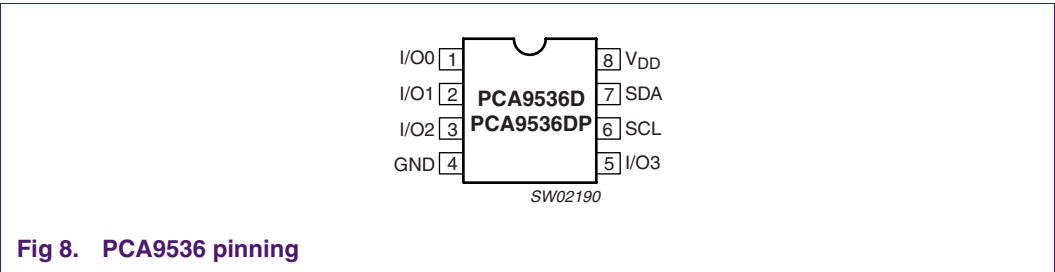 I/O0 1 8 VDD
I/O1 2 PCA9536D 7 SDA
I/O2 3 PCA9536DP 6 SCL
GND 4 5 I/O3
SW02190
Fig 8. PCA9536 pinning